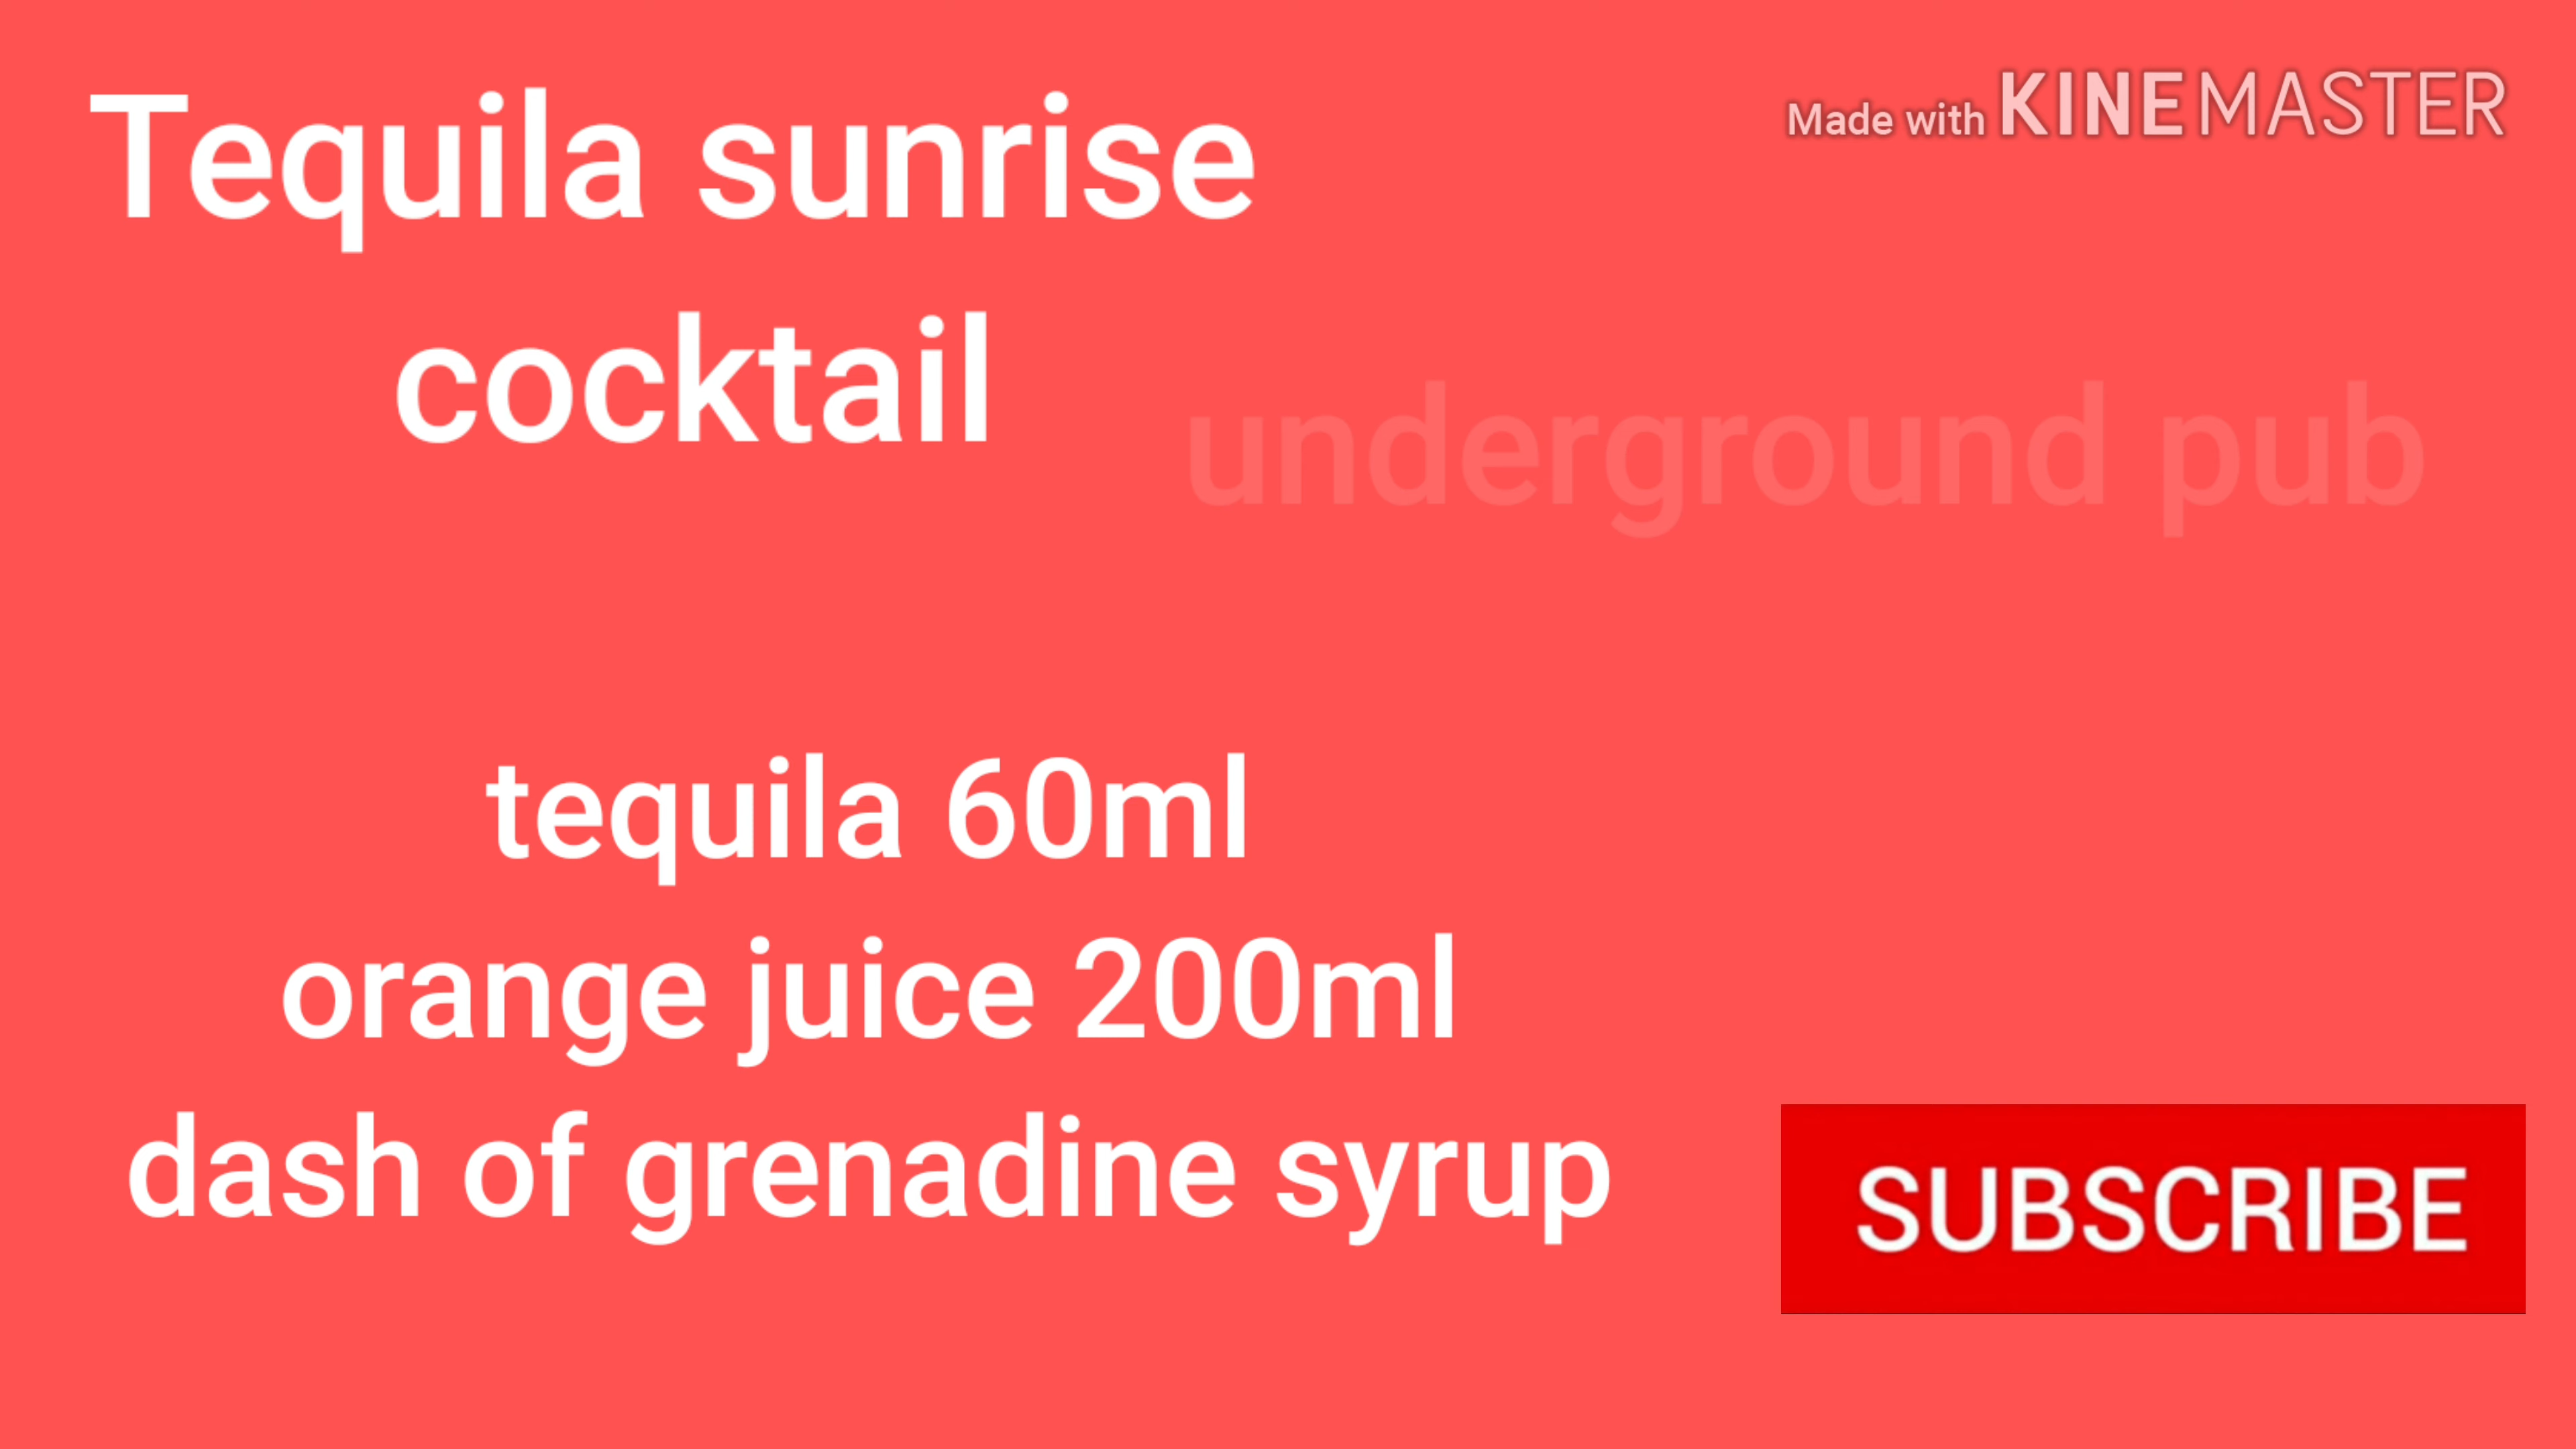 Tequila sunrise
cocktail
Made with KINEMASTER
underground pub
tequila 60ml
orange juice 200ml
dash of grenadine syrup
SUBSCRIBE